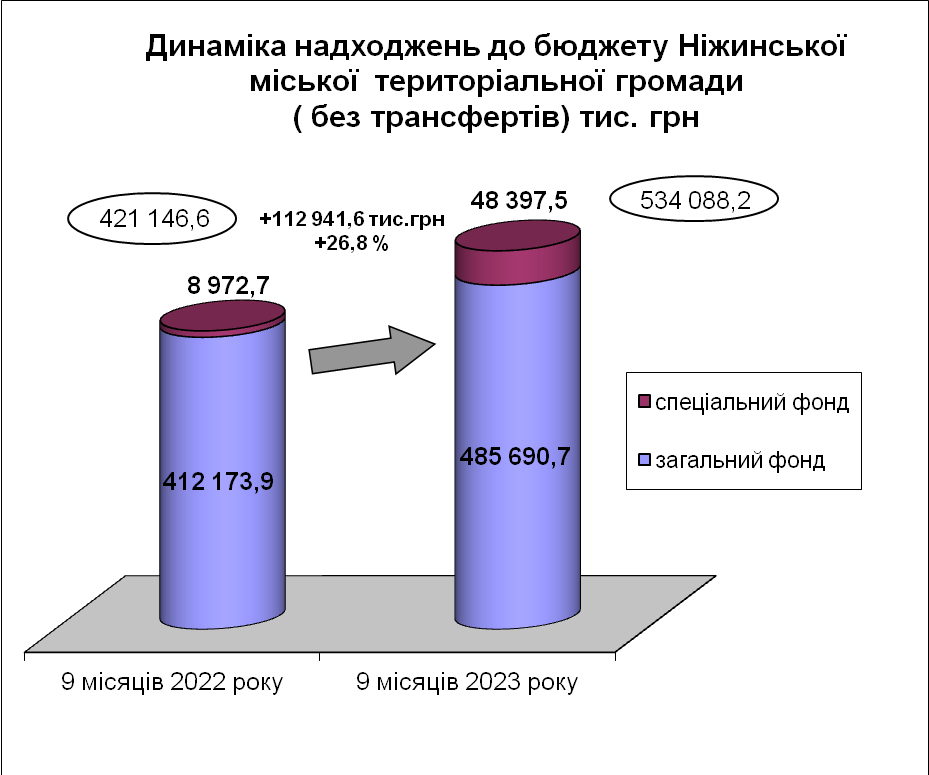 Динаміка надходжень до бюджету Ніжинської
міської територіальної громади
( без трансфертів) тис. грн
421 146,6
+112 941,6 тис.грн
+26,8 %
48 397,5
534 088,2
8 972,7
412 173,9
485 690,7
спеціальний фонд
загальний фонд
9 місяців 2022 року
9 місяців 2023 року